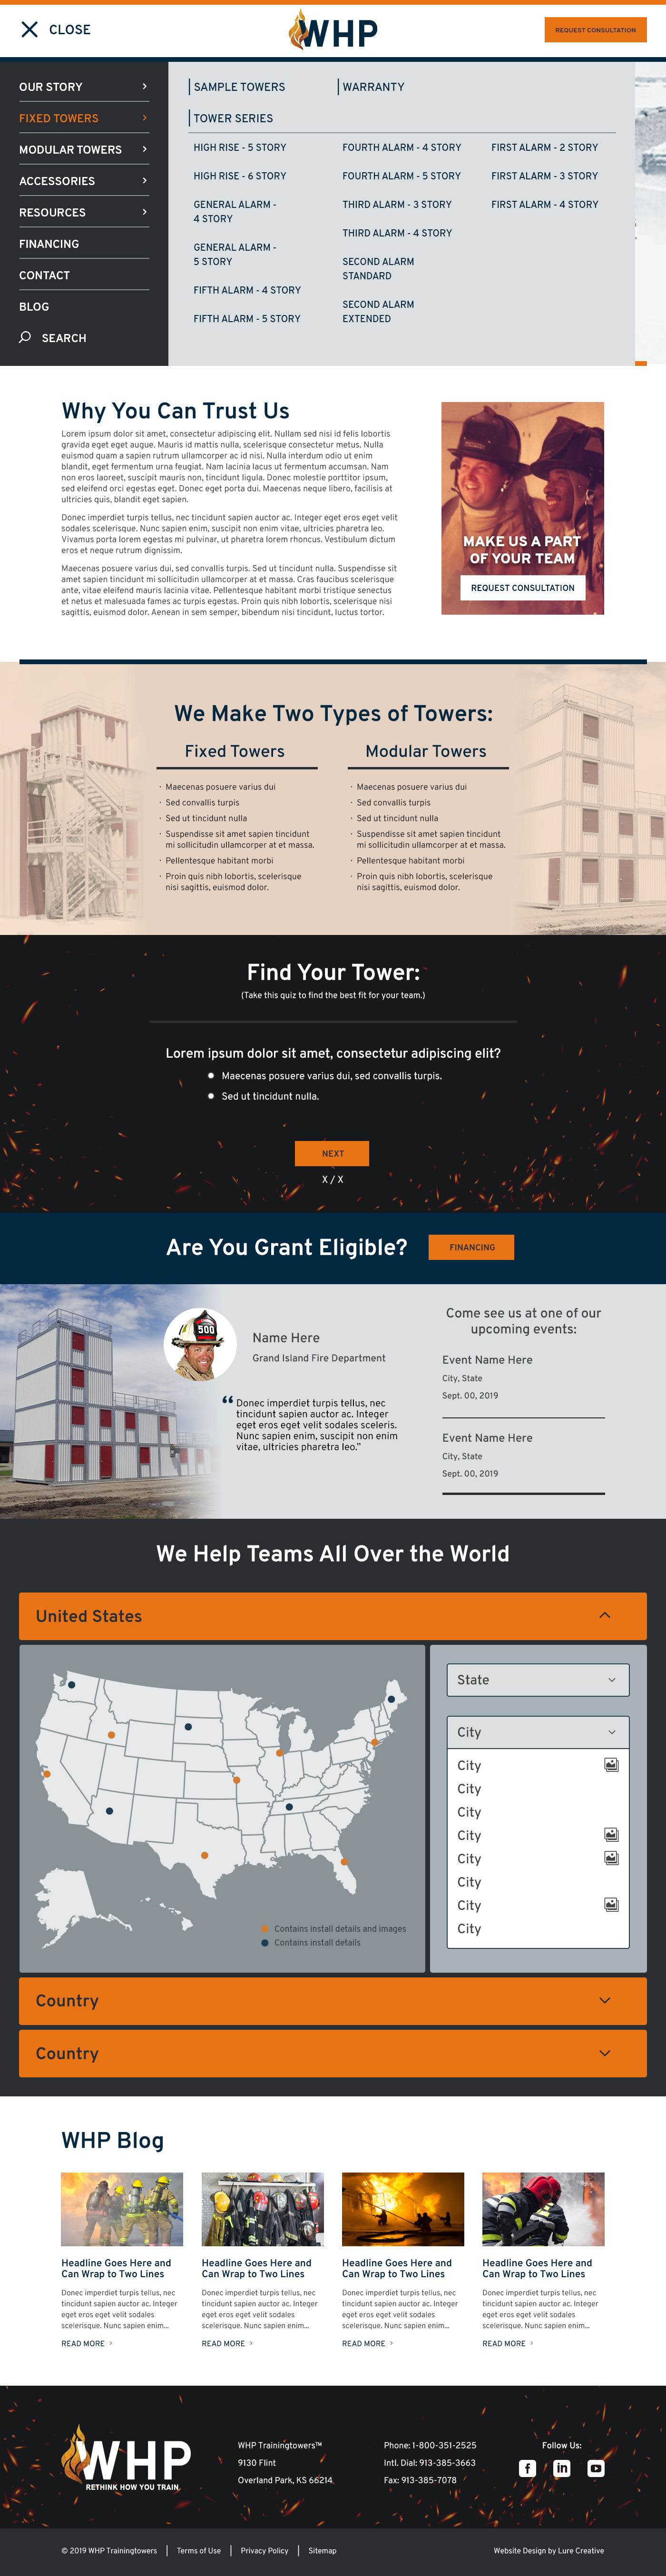 CLOSE
WHP
REQUEST CONSULTATION
OUR STORY
FIXED TOWERS
MODULAR TOWERS
ACCESSORIES
RESOURCES
FINANCING
CONTACT
BLOG
SEARCH
SAMPLE TOWERS
WARRANTY
TOWER SERIES
HIGH RISE - 5 STORY
HIGH RISE - 6 STORY
GENERAL ALARM -
4 STORY
GENERAL ALARM -
5 STORY
FIFTH ALARM - 4 STORY
FIFTH ALARM - 5 STORY
FOURTH ALARM - 4 STORY
FOURTH ALARM - 5 STORY
THIRD ALARM - 3 STORY
THIRD ALARM - 4 STORY
SECOND ALARM
STANDARD
SECOND ALARM
EXTENDED
FIRST ALARM - 2 STORY
FIRST ALARM - 3 STORY
FIRST ALARM - 4 STORY
Why You Can Trust Us
Lorem ipsum dolor sit amet, consectetur adipiscing elit. Nullam sed nisi id felis lobortis
gravida eget eget augue. Mauris id mattis nulla, scelerisque consectetur metus. Nulla
euismod quam a sapien rutrum ullamcorper ac id nisi. Nulla interdum odio ut enim
blandit, eget fermentum urna feugiat. Nam lacinia lacus ut fermentum accumsan. Nam
non eros laoreet, suscipit mauris non, tincidunt ligula. Donec molestie porttitor ipsum,
sed eleifend orci egestas eget. Donec eget porta dui. Maecenas neque libero, facilisis at
ultricies quis, blandit eget sapien.
Donec imperdiet turpis tellus, nec tincidunt sapien auctor ac. Integer eget eros eget velit
sodales scelerisque. Nunc sapien enim, suscipit non enim vitae, ultricies pharetra leo.
Vivamus porta lorem egestas mi pulvinar, ut pharetra lorem rhoncus. Vestibulum dictum
eros et neque rutrum dignissim.
Maecenas posuere varius dui, sed convallis turpis. Sed ut tincidunt nulla. Suspendisse sit
amet sapien tincidunt mi sollicitudin ullamcorper at et massa. Cras faucibus scelerisque
ante, vitae eleifend mauris lacinia vitae. Pellentesque habitant morbi tristique senectus
et netus et malesuada fames ac turpis egestas. Proin quis nibh lobortis, scelerisque nisi
sagittis, euismod dolor. Aenean in sem semper, bibendum nisi tincidunt, luctus tortor.
MAKE US A PART
OF YOUR TEAM
REQUEST CONSULTATION
We Make Two Types of Towers:
Fixed Towers
· Maecenas posuere varius dui
· Sed convallis turpis
· Sed ut tincidunt nulla
· Suspendisse sit amet sapien tincidunt
mi sollicitudin ullamcorper at et massa.
· Pellentesque habitant morbi
· Proin quis nibh lobortis, scelerisque
nisi sagittis, euismod dolor.
Modular Towers
· Maecenas posuere varius dui
· Sed convallis turpis
· Sed ut tincidunt nulla
· Suspendisse sit amet sapien tincidunt
mi sollicitudin ullamcorper at et massa.
· Pellentesque habitant morbi
· Proin quis nibh lobortis, scelerisque
nisi sagittis, euismod dolor.
Find Your Tower:
(Take this quiz to find the best fit for your team.)
Lorem ipsum dolor sit amet, consectetur adipiscing elit?
Maecenas posuere varius dui, sed convallis turpis.
Sed ut tincidunt nulla.
NEXT
X / X
Are You Grant Eligible?
FINANCING
500
Name Here
Grand Island Fire Department
“ Donec imperdiet turpis tellus, nec
tincidunt sapien auctor ac. Integer
eget eros eget velit sodales sceleris.
Nunc sapien enim, suscipit non enim
vitae, ultricies pharetra leo.”
Come see us at one of our
upcoming events:
Event Name Here
City, State
Sept. 00, 2019
Event Name Here
City, State
Sept. 00, 2019
We Help Teams All Over the World
United States
Contains install details and images
Contains install details
State
City
City
City
City
City
City
City
City
City
Country
Country
WHP Blog
Headline Goes Here and
Can Wrap to Two Lines
Donec imperdiet turpis tellus, nec
tincidunt sapien auctor ac. Integer
eget eros eget velit sodales
scelerisque. Nunc sapien enim...
READ MORE
Headline Goes Here and
Can Wrap to Two Lines
Donec imperdiet turpis tellus, nec
tincidunt sapien auctor ac. Integer
eget eros eget velit sodales
scelerisque. Nunc sapien enim...
READ MORE
Headline Goes Here and
Can Wrap to Two Lines
Donec imperdiet turpis tellus, nec
tincidunt sapien auctor ac. Integer
eget eros eget velit sodales
scelerisque. Nunc sapien enim...
READ MORE
Headline Goes Here and
Can Wrap to Two Lines
Donec imperdiet turpis tellus, nec
tincidunt sapien auctor ac. Integer
eget eros eget velit sodales
scelerisque. Nunc sapien enim...
READ MORE
WHP
RETHINK HOW YOU TRAIN.
WHP Trainingtowers™
9130 Flint
Overland Park, KS 66214
Phone: 1-800-351-2525
Intl. Dial: 913-385-3663
Fax: 913-385-7078
Follow Us:
© 2019 WHP Trainingtowers
Terms of Use
Privacy Policy
Sitemap
Website Design by Lure Creative